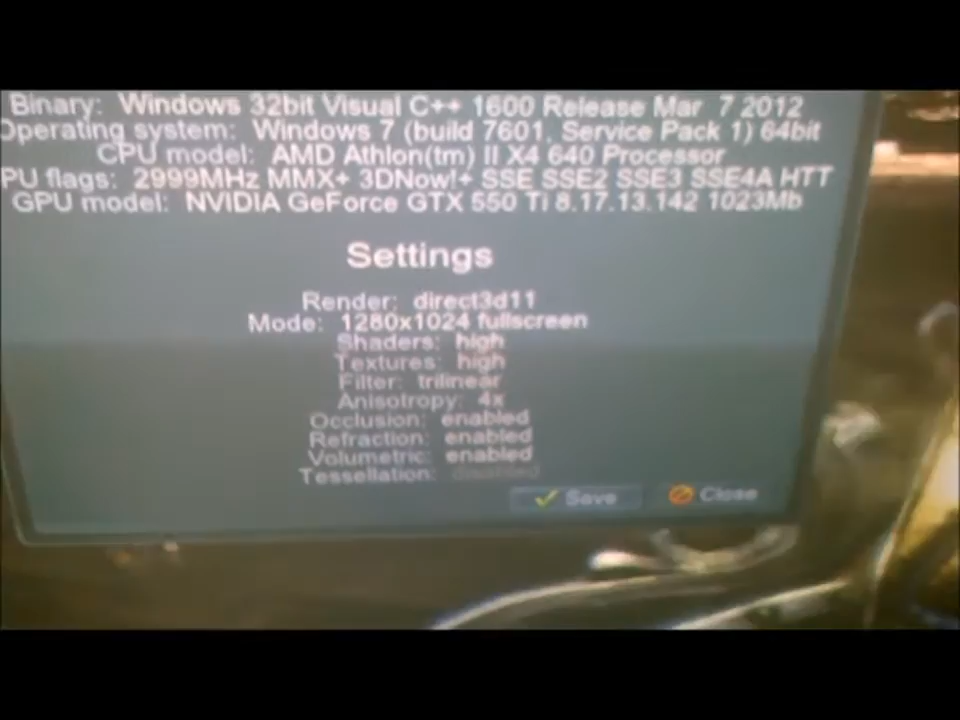 Binary: Windows 32bit Visual C++ 1600 Release Mar 7 2012
Operating system: Windows 7 (build 7601, Service Pack 1) 64bit
CPU model: AMD Athlon(tm) II X4 640 Processor
PU flags: 2999MHz MMX+ 3DNow!+ SSE SSE2 SSE3 SSE4A HTT
GPU model: NVIDIA GeForce GTX 550 Ti 8.17.13.142 1023Mb
Settings
Render: direct3d11
Mode: 1280x1024 fullscreen
Shaders: high
Textures: high
Filter: trilinear
Anisotropy: 4x
Occlusion: enabled
Refraction: enabled
Volumetric: enabled
Tessellation: disabled
Save Close